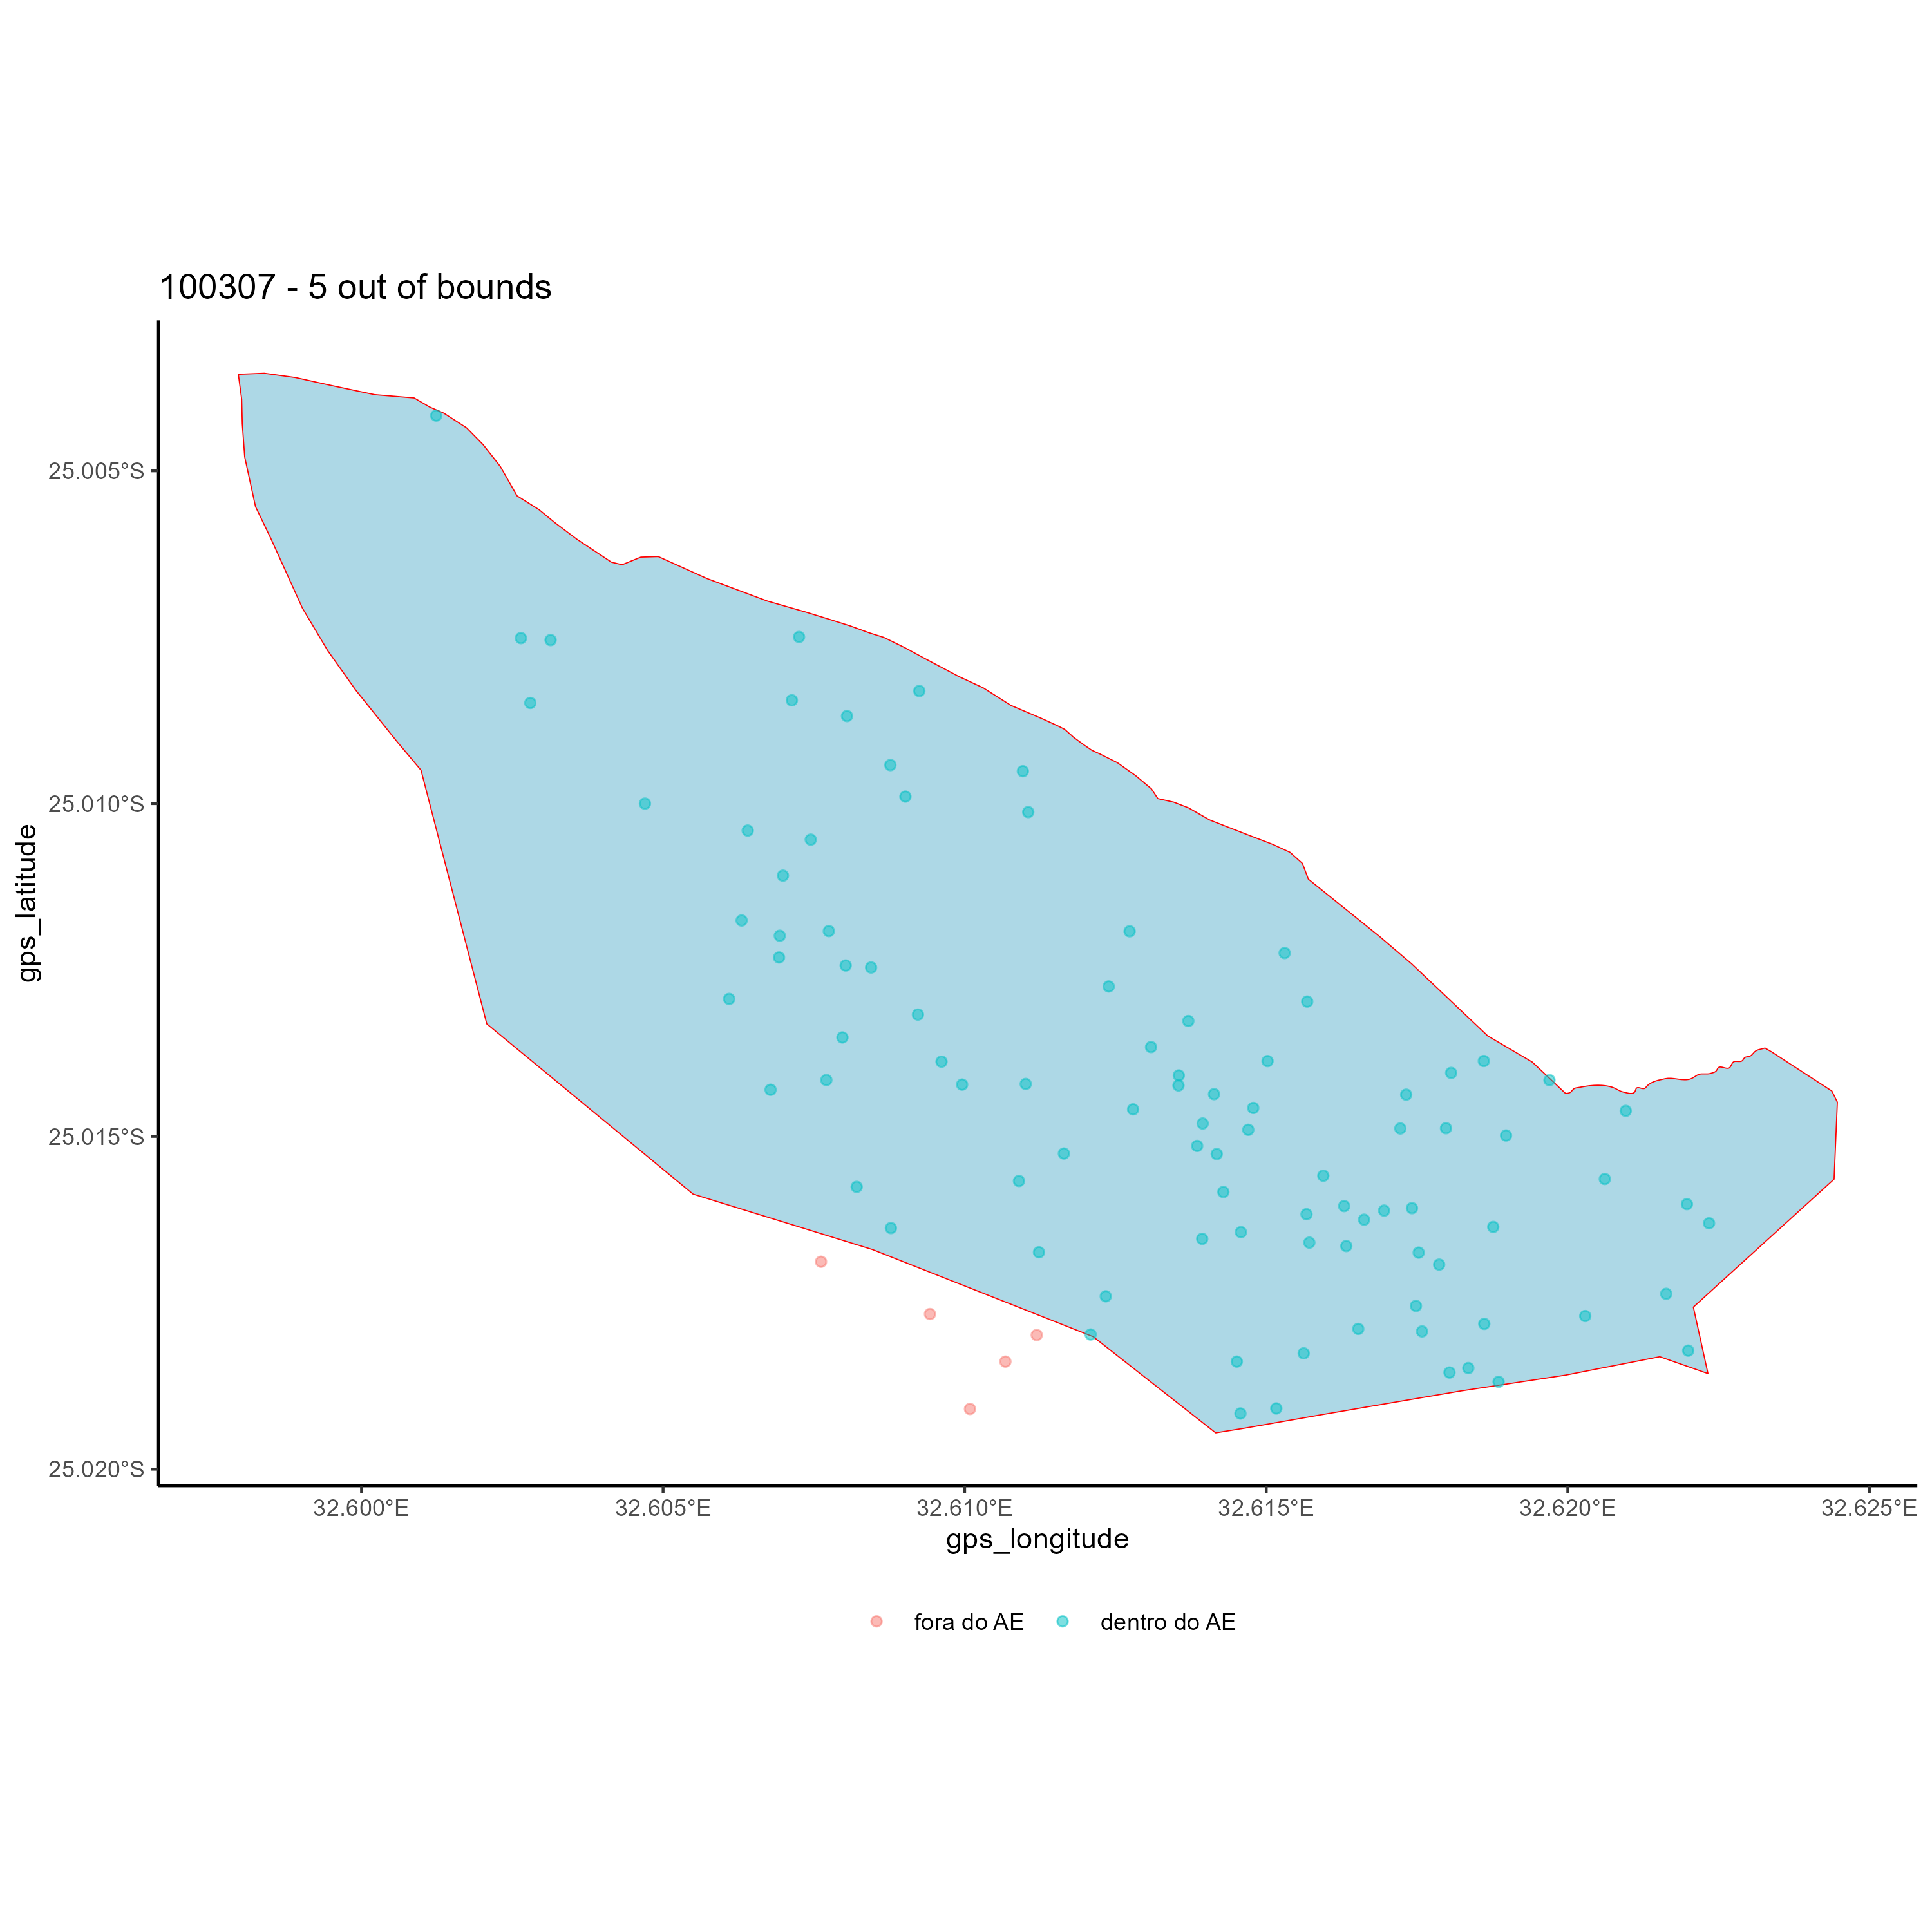 100307 - 5 out of bounds
gps_latitude
25.005°S
25.010°S
25.015°S
25.020°S
32.600°E 32.605°E 32.610°E 32.615°E 32.620°E 32.625°E
gps_longitude
fora do AE dentro do AE